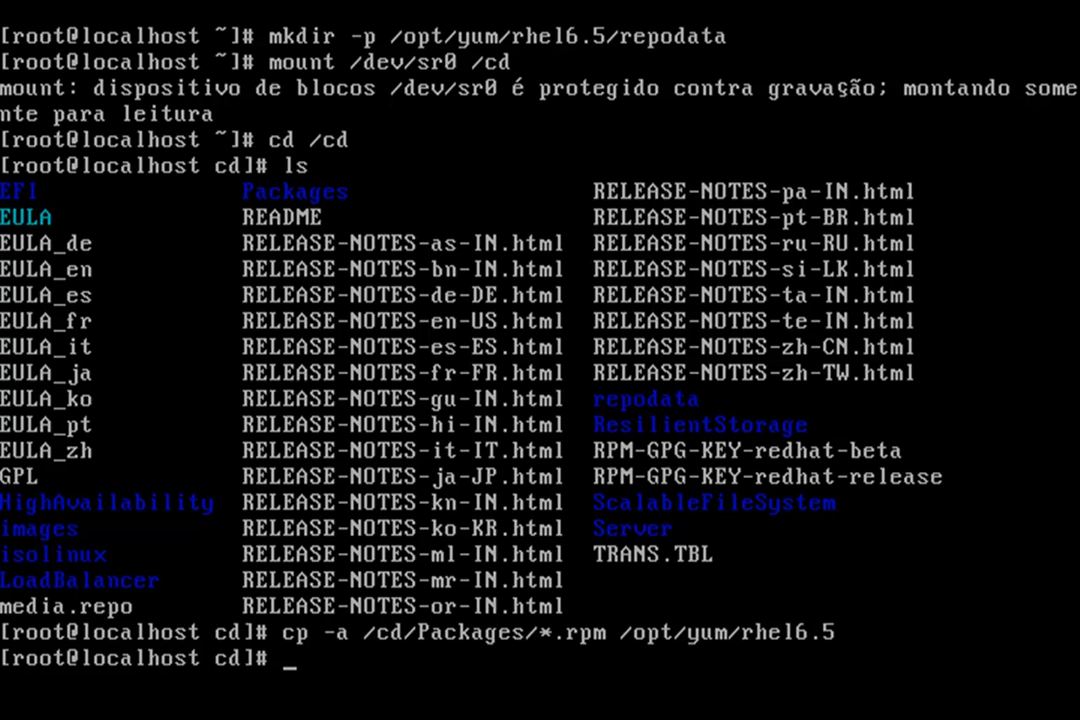 [root@localhost ~]# mkdir -p /opt/yum/rhel6.5/repodata
[root@localhost ~]# mount /dev/sr0 /cd
mount: dispositivo de blocos /dev/sr0 é protegido contra gravação; montando some
nte para leitura
[root@localhost ~]# cd /cd
[root@localhost cd]# ls
EFI Packages RELEASE-NOTES-pa-IN.html
EULA README RELEASE-NOTES-pt-BR.html
EULA_de RELEASE-NOTES-as-IN.html RELEASE-NOTES-ru-RU.html
EULA_en RELEASE-NOTES-bn-IN.html RELEASE-NOTES-si-LK.html
EULA_es RELEASE-NOTES-de-DE.html RELEASE-NOTES-ta-IN.html
EULA_fr RELEASE-NOTES-en-US.html RELEASE-NOTES-te-IN.html
EULA_it RELEASE-NOTES-es-ES.html RELEASE-NOTES-zh-CN.html
EULA_ja RELEASE-NOTES-fr-FR.html RELEASE-NOTES-zh-TW.html
EULA_ko RELEASE-NOTES-gu-IN.html repodata
EULA_pt RELEASE-NOTES-hi-IN.html ResilientStorage
EULA_zh RELEASE-NOTES-it-IT.html RPM-GPG-KEY-redhat-beta
GPL RELEASE-NOTES-ja-JP.html RPM-GPG-KEY-redhat-release
HighAvailability RELEASE-NOTES-kn-IN.html ScalableFileSystem
images RELEASE-NOTES-ko-KR.html Server
isolinux RELEASE-NOTES-ml-IN.html TRANS.TBL
LoadBalancer RELEASE-NOTES-mr-IN.html
media.repo RELEASE-NOTES-or-IN.html
[root@localhost cd]# cp -a /cd/Packages/*.rpm /opt/yum/rhel6.5
[root@localhost cd]# _